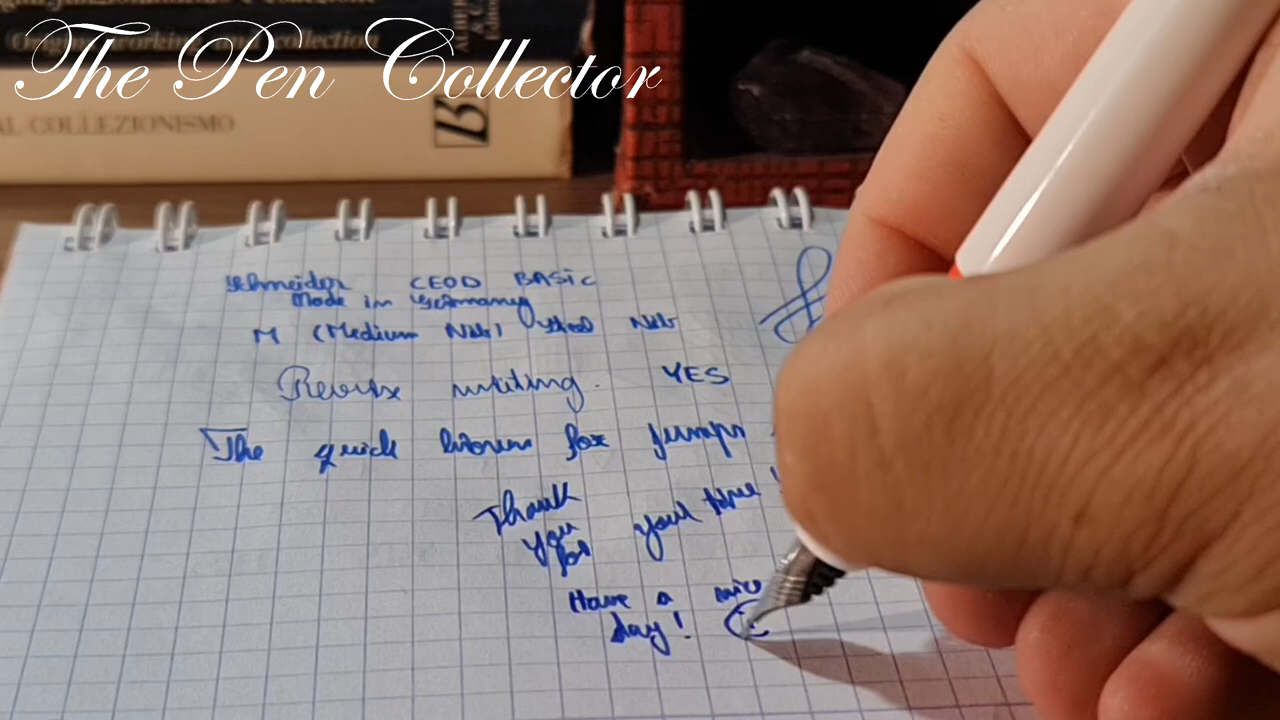 The Pen Collector
AL COLLEZIONISMO
B
Schneider CEOD BASIC
Made in Germany
M (Medium Nib) Steel Nib
Reverse writing. YES
The quick brown fox jumps
Thank
you
for your time
Have a nice
day!